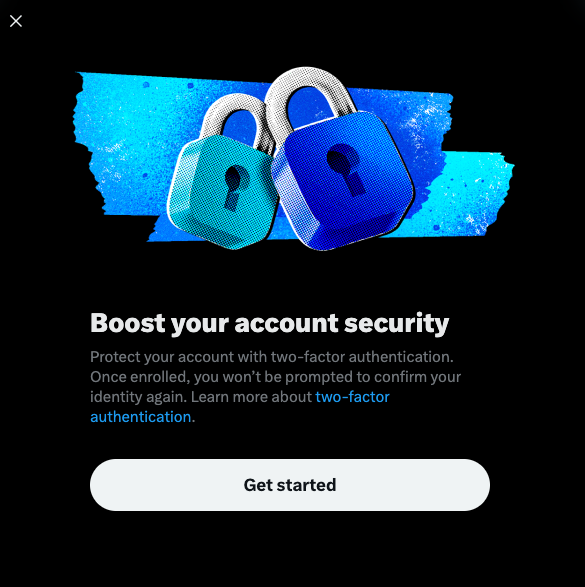 Boost your account security
Protect your account with two-factor authentication.
Once enrolled, you won’t be prompted to confirm your
identity again. Learn more about two-factor
authentication.
Get started